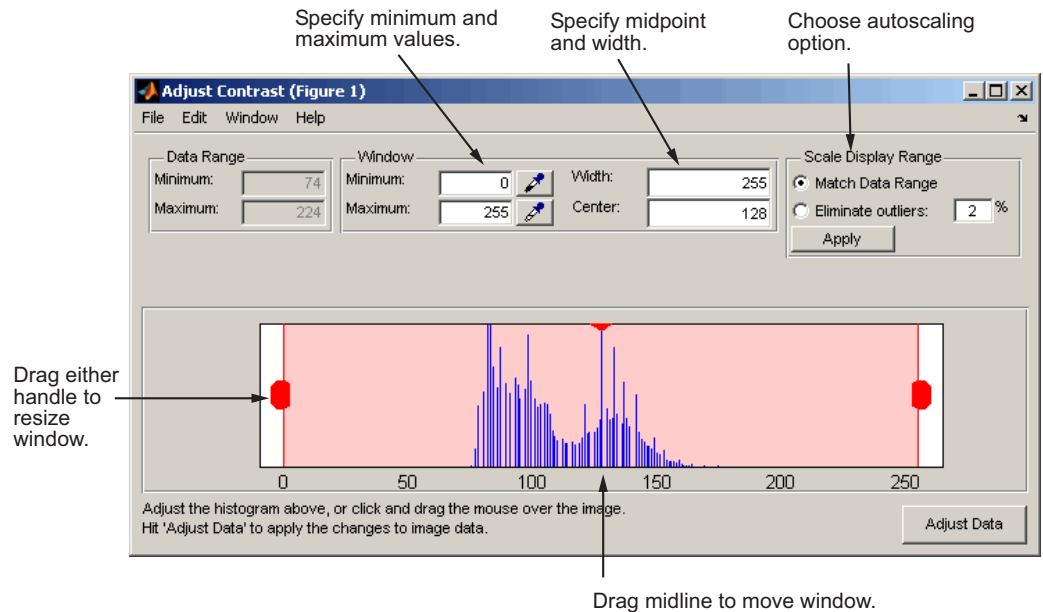 Specify minimum and
maximum values.
Specify midpoint
and width.
Choose autoscaling
option.
Adjust Contrast (Figure 1)
File Edit Window Help
Data Range
Minimum: 74
Maximum: 224
Window
Minimum: 0
Maximum: 255
Width: 255
Center: 128
Scale Display Range
Match Data Range
Eliminate outliers: 2 %
Apply
Drag either
handle to
resize
window.
0 50 100 150 200 250
Adjust the histogram above, or click and drag the mouse over the image.
Hit 'Adjust Data' to apply the changes to image data.
Adjust Data
Drag midline to move window.